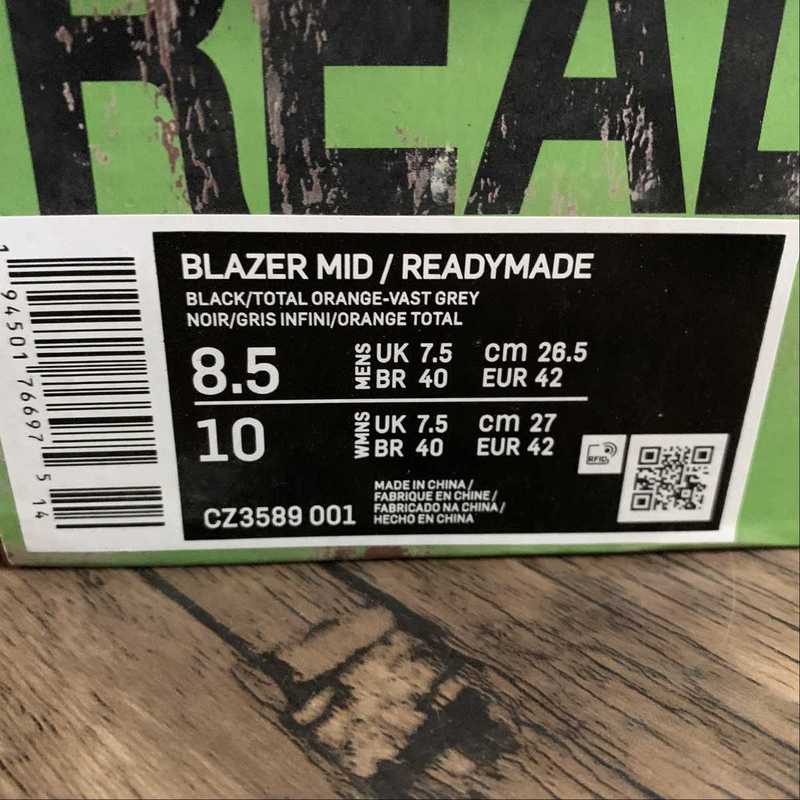 REAL
BLAZER MID / READYMADE
BLACK/TOTAL ORANGE-VAST GREY
NOIR/GRIS INFINI/ORANGE TOTAL
8.5 MENS UK 7.5 cm 26.5
BR 40 EUR 42
10 WMNS UK 7.5 cm 27
BR 40 EUR 42
RFID
CZ3589 001
MADE IN CHINA /
FABRIQUE EN CHINE /
FABRICADO NA CHINA /
HECHO EN CHINA
1 94501 76697 5 14